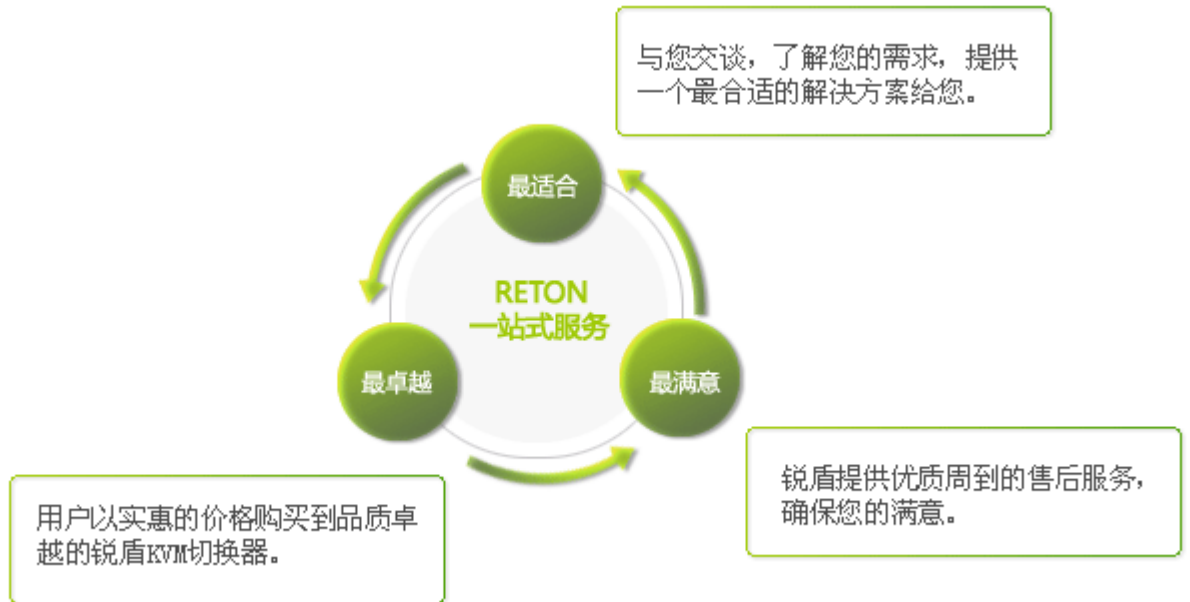 与您交谈，了解您的需求，提供
一个最合适的解决方案给您。
最适合
RETON
一站式服务
最卓越
最满意
锐盾提供优质周到的售后服务，
确保您的满意。
用户以实惠的价格购买到品质卓
越的锐盾KVM切换器。